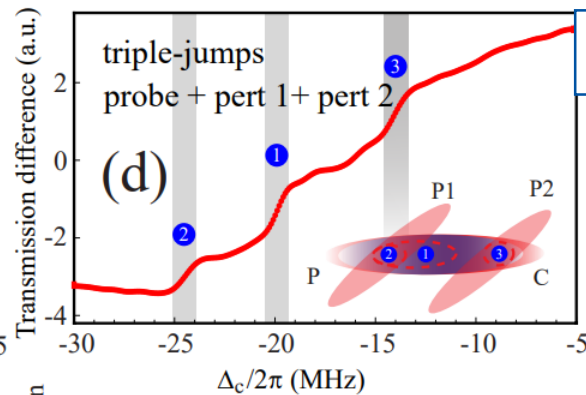 Transmission difference (a.u.)
2
0
-2
-4
triple-jumps
probe + pert 1+ pert 2
(d)
3
1
2
P1
P2
P
C
2
1
3
-30
-25
-20
-15
-10
-5
5
Δc/2π (MHz)
n